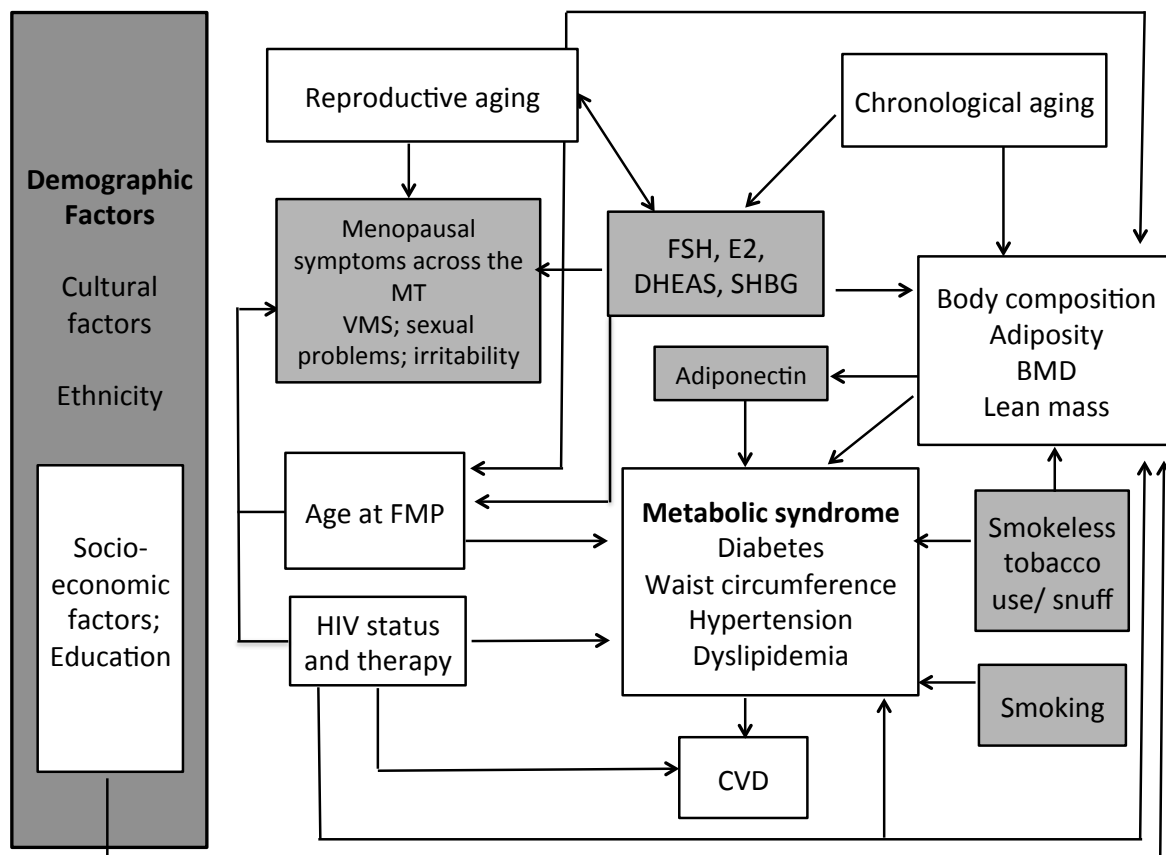 Demographic
Factors
Cultural
factors
Ethnicity
Socio-
economic
factors;
Education
Reproductive aging
Chronological aging
Menopausal
symptoms across the
MT
VMS; sexual
problems; irritability
FSH, E2,
DHEAS, SHBG
Body composition
Adiposity
BMD
Lean mass
Adiponectin
Age at FMP
Metabolic syndrome
Diabetes
Waist circumference
Hypertension
Dyslipidemia
Smokeless
tobacco
use/ snuff
HIV status
and therapy
Smoking
CVD